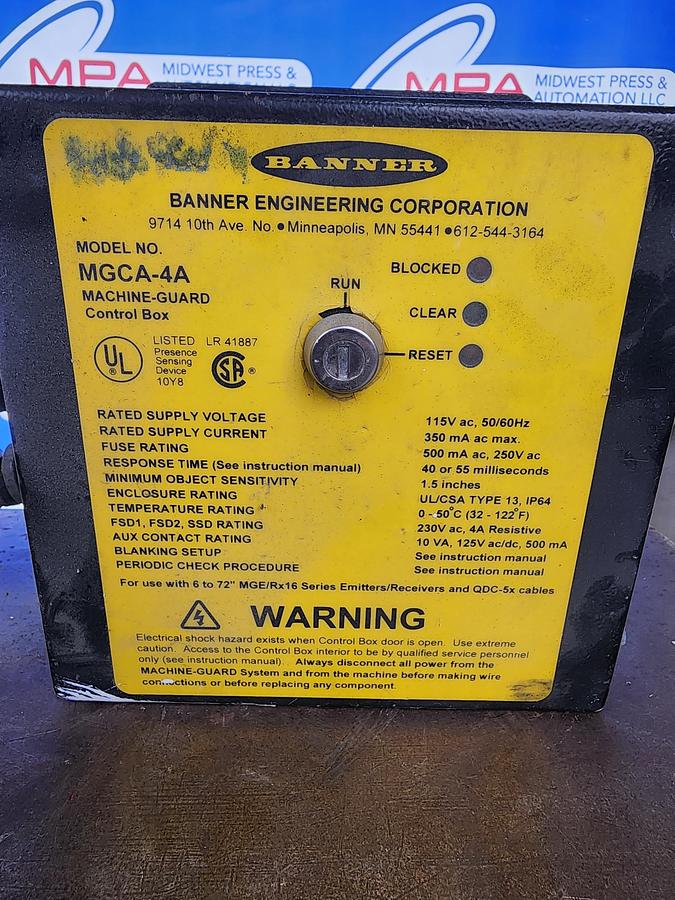 MPA MIDWEST PRESS &
MPA MIDWEST PRESS &
AUTOMATION LLC
BANNER
BANNER ENGINEERING CORPORATION
9714 10th Ave. No. • Minneapolis, MN 55441 • 612-544-3164
MODEL NO.
MGCA-4A
MACHINE-GUARD
Control Box
RUN
BLOCKED
CLEAR
RESET
UL
LISTED
Presence
Sensing
Device
10Y8
LR 41887
SA ®
RATED SUPPLY VOLTAGE 115V ac, 50/60Hz
RATED SUPPLY CURRENT 350 mA ac max.
FUSE RATING 500 mA ac, 250V ac
RESPONSE TIME (See instruction manual) 40 or 55 milliseconds
MINIMUM OBJECT SENSITIVITY 1.5 inches
ENCLOSURE RATING UL/CSA TYPE 13, IP64
TEMPERATURE RATING 0 - 50°C (32 - 122°F)
FSD1, FSD2, SSD RATING 230V ac, 4A Resistive
AUX CONTACT RATING 10 VA, 125V ac/dc, 500 mA
BLANKING SETUP See instruction manual
PERIODIC CHECK PROCEDURE See instruction manual
For use with 6 to 72" MGE/Rx16 Series Emitters/Receivers and QDC-5x cables
WARNING
Electrical shock hazard exists when Control Box door is open. Use extreme
caution. Access to the Control Box interior to be by qualified service personnel
only (see instruction manual). Always disconnect all power from the
MACHINE-GUARD System and from the machine before making wire
connections or before replacing any component.